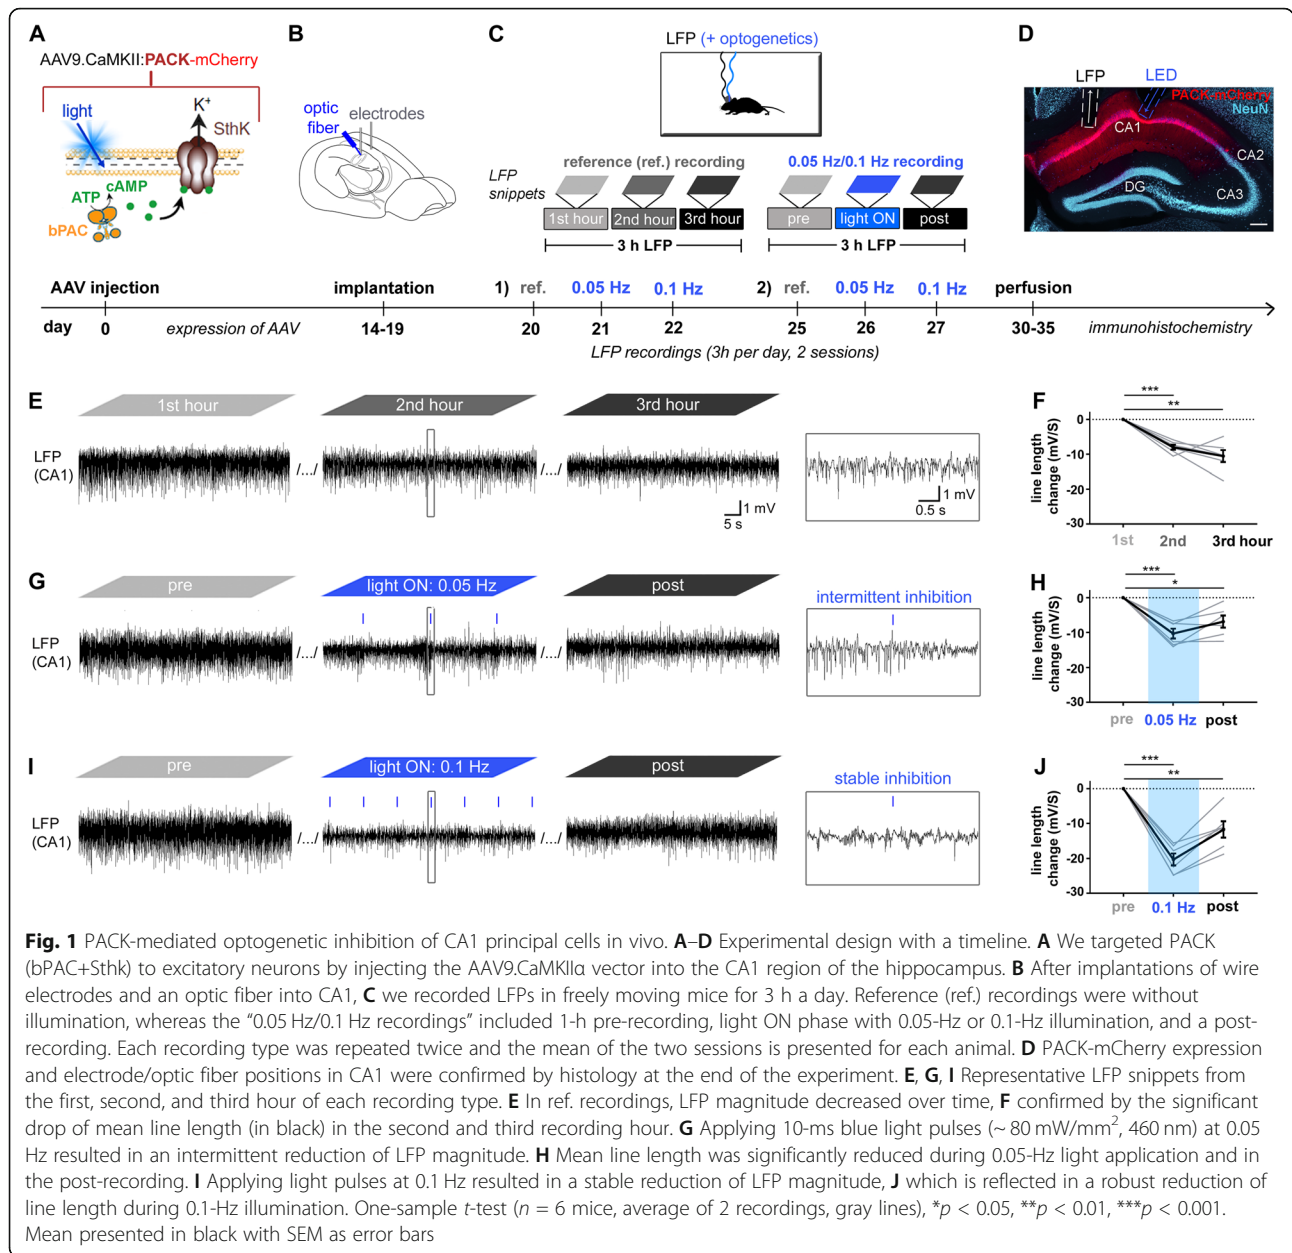 A
AAV9.CaMKII:PACK-mCherry
light
K+
SthK
ATP
cAMP
bPAC
B
optic fiber
electrodes
C
LFP (+ optogenetics)
reference (ref.) recording
0.05 Hz/0.1 Hz recording
LFP snippets
1st hour
2nd hour
3rd hour
pre
light ON
post
3 h LFP
3 h LFP
D
LFP
LED
PACK-mCherry
NeuN
CA1
CA2
CA3
DG
AAV injection
implantation
1) ref. 0.05 Hz 0.1 Hz
2) ref. 0.05 Hz 0.1 Hz
perfusion
day 0 expression of AAV 14-19 20 21 22 25 26 27 30-35 immunohistochemistry
LFP recordings (3h per day, 2 sessions)
E
1st hour
2nd hour
3rd hour
LFP
(CA1)
/.../
/.../
1 mV
5 s
1 mV
0.5 s
F
***
**
line length
change (mV/S)
0
-10
-20
-30
1st 2nd 3rd hour
G
pre
light ON: 0.05 Hz
post
intermittent inhibition
LFP
(CA1)
/.../
/.../
H
***
*
line length
change (mV/S)
0
-10
-20
-30
pre 0.05 Hz post
I
pre
light ON: 0.1 Hz
post
stable inhibition
LFP
(CA1)
/.../
/.../
J
***
**
line length
change (mV/S)
0
-10
-20
-30
pre 0.1 Hz post
Fig. 1 PACK-mediated optogenetic inhibition of CA1 principal cells in vivo. A–D Experimental design with a timeline. A We targeted PACK
(bPAC+Sthk) to excitatory neurons by injecting the AAV9.CaMKIIα vector into the CA1 region of the hippocampus. B After implantations of wire
electrodes and an optic fiber into CA1, C we recorded LFPs in freely moving mice for 3 h a day. Reference (ref.) recordings were without
illumination, whereas the “0.05 Hz/0.1 Hz recordings” included 1-h pre-recording, light ON phase with 0.05-Hz or 0.1-Hz illumination, and a post-
recording. Each recording type was repeated twice and the mean of the two sessions is presented for each animal. D PACK-mCherry expression
and electrode/optic fiber positions in CA1 were confirmed by histology at the end of the experiment. E, G, I Representative LFP snippets from
the first, second, and third hour of each recording type. E In ref. recordings, LFP magnitude decreased over time, F confirmed by the significant
drop of mean line length (in black) in the second and third recording hour. G Applying 10-ms blue light pulses (~ 80 mW/mm², 460 nm) at 0.05
Hz resulted in an intermittent reduction of LFP magnitude. H Mean line length was significantly reduced during 0.05-Hz light application and in
the post-recording. I Applying light pulses at 0.1 Hz resulted in a stable reduction of LFP magnitude, J which is reflected in a robust reduction of
line length during 0.1-Hz illumination. One-sample t-test (n = 6 mice, average of 2 recordings, gray lines), *p < 0.05, **p < 0.01, ***p < 0.001.
Mean presented in black with SEM as error bars